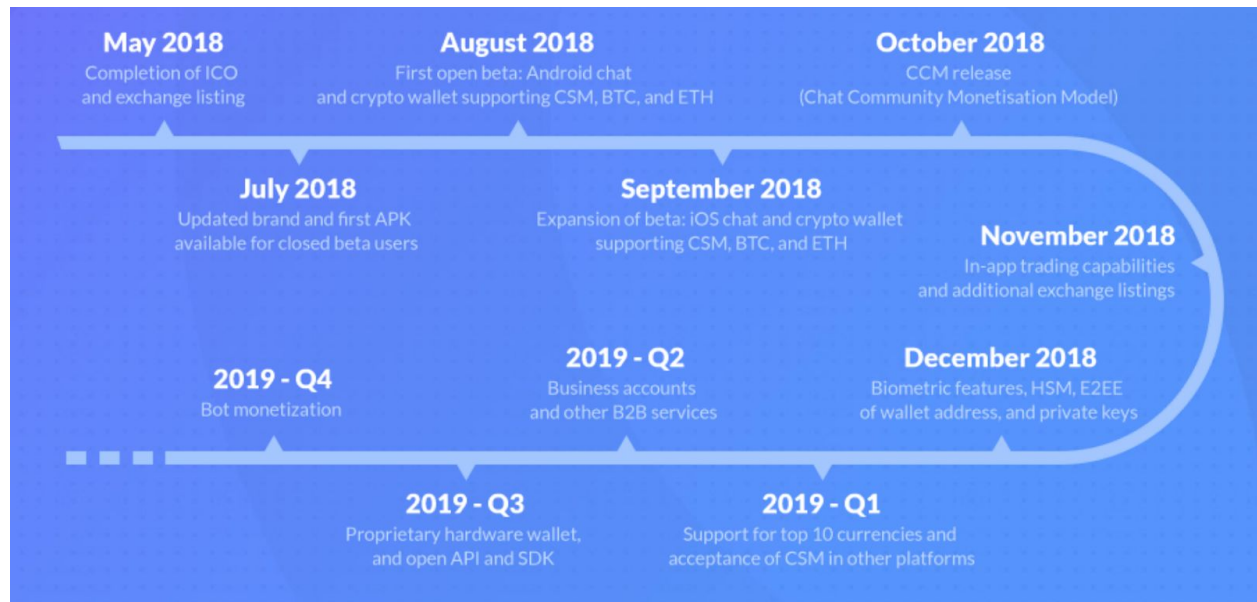 May 2018
Completion of ICO
and exchange listing
July 2018
Updated brand and first APK
available for closed beta users
August 2018
First open beta: Android chat
and crypto wallet supporting CSM, BTC, and ETH
September 2018
Expansion of beta: iOS chat and crypto wallet
supporting CSM, BTC, and ETH
October 2018
CCM release
(Chat Community Monetisation Model)
November 2018
In-app trading capabilities
and additional exchange listings
December 2018
Biometric features, HSM, E2EE
of wallet address, and private keys
2019 - Q1
Support for top 10 currencies and
acceptance of CSM in other platforms
2019 - Q2
Business accounts
and other B2B services
2019 - Q3
Proprietary hardware wallet,
and open API and SDK
2019 - Q4
Bot monetization